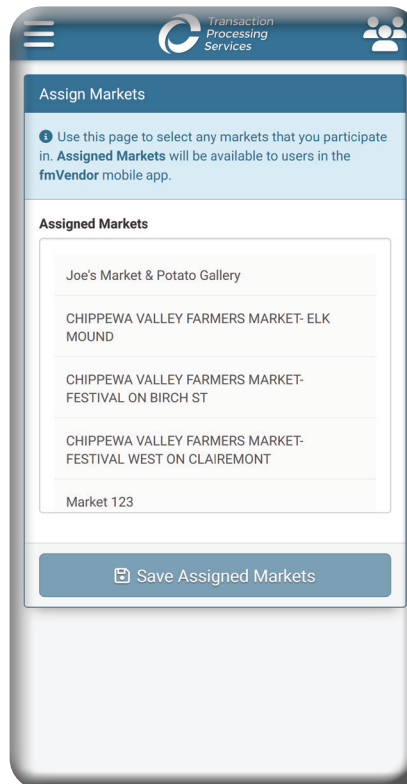 Transaction
Processing
Services
Assign Markets
Use this page to select any markets that you participate
in. Assigned Markets will be available to users in the
fmVendor mobile app.
Assigned Markets
Joe's Market & Potato Gallery
CHIPPEWA VALLEY FARMERS MARKET- ELK
MOUND
CHIPPEWA VALLEY FARMERS MARKET-
FESTIVAL ON BIRCH ST
CHIPPEWA VALLEY FARMERS MARKET-
FESTIVAL WEST ON CLAIREMONT
Market 123
Save Assigned Markets